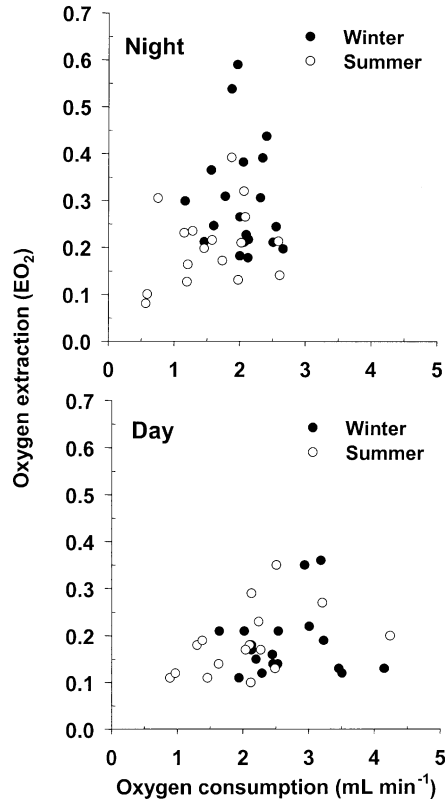 Oxygen extraction (EO₂)
Night
Winter
Summer
0.7
0.6
0.5
0.4
0.3
0.2
0.1
0.0
0 1 2 3 4 5
Day
Winter
Summer
0.7
0.6
0.5
0.4
0.3
0.2
0.1
0.0
0 1 2 3 4 5
Oxygen consumption (mL min⁻¹)